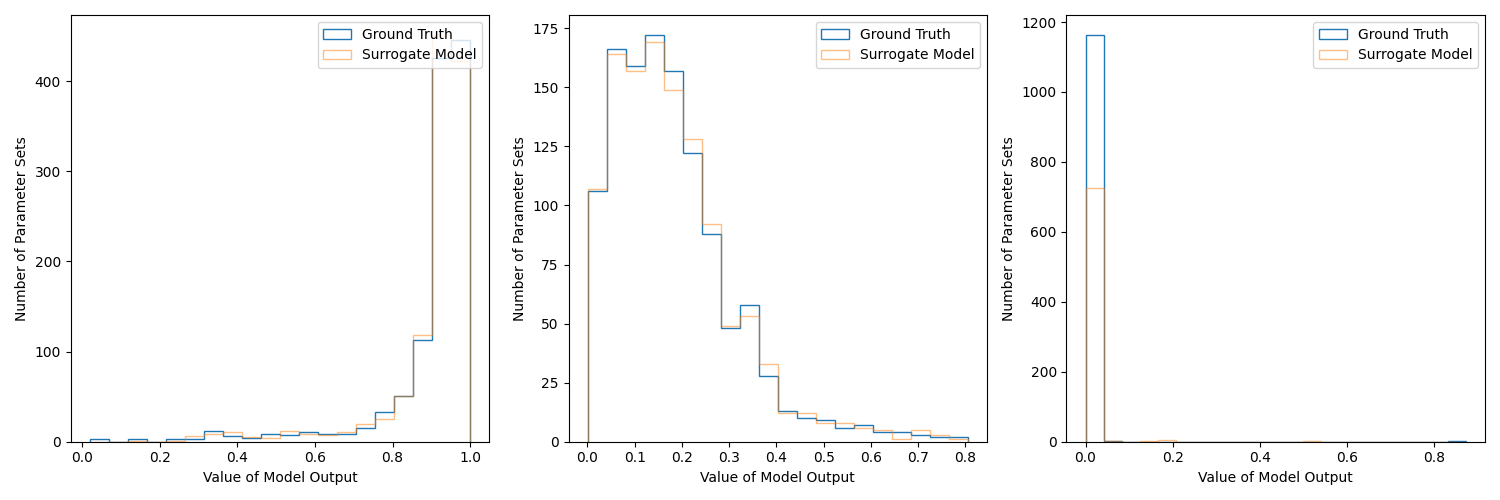 Ground Truth
Surrogate Model
400
300
200
100
0
0.0 0.2 0.4 0.6 0.8 1.0
Number of Parameter Sets
Value of Model Output
Ground Truth
Surrogate Model
175
150
125
100
75
50
25
0
0.0 0.1 0.2 0.3 0.4 0.5 0.6 0.7 0.8
Number of Parameter Sets
Value of Model Output
Ground Truth
Surrogate Model
1200
1000
800
600
400
200
0
0.0 0.2 0.4 0.6 0.8
Number of Parameter Sets
Value of Model Output